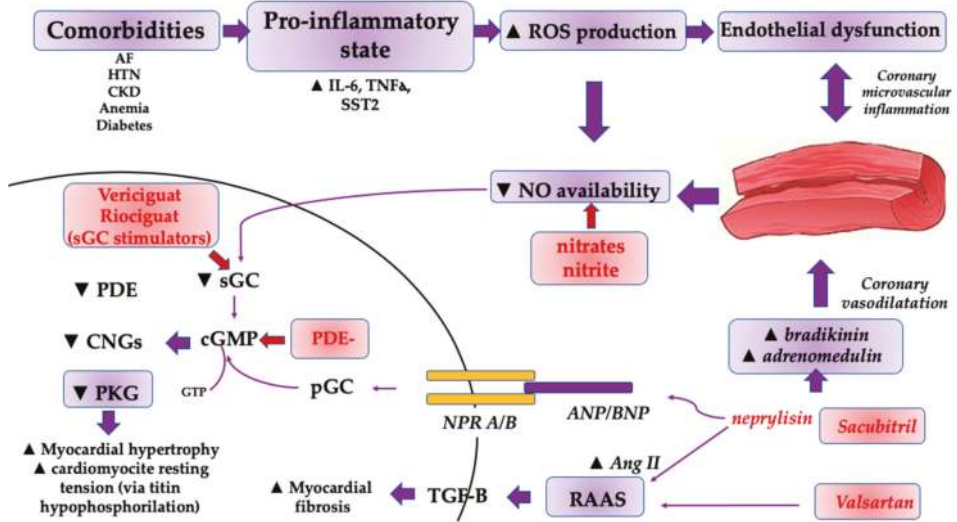 Comorbidities
AF
HTN
CKD
Anemia
Diabetes
Pro-inflammatory
state
▲ IL-6, TNFa,
SST2
▲ ROS production
Endothelial dysfunction
Coronary
microvascular
inflammation
▼ NO availability
nitrates
nitrite
Vericiguat
Riociguat
(sGC stimulators)
▼ sGC
▼ PDE
▼ CNGs
cGMP
PDE-
GTP
pGC
▼ PKG
▲ Myocardial hypertrophy
▲ cardiomyocite resting
tension (via titin
hypophosphorilation)
NPR A/B
ANP/BNP
Coronary
vasodilatation
▲ bradikinin
▲ adrenomedulin
neprylisin
Sacubitril
▲ Ang II
RAAS
Valsartan
TGF-B
▲ Myocardial
fibrosis